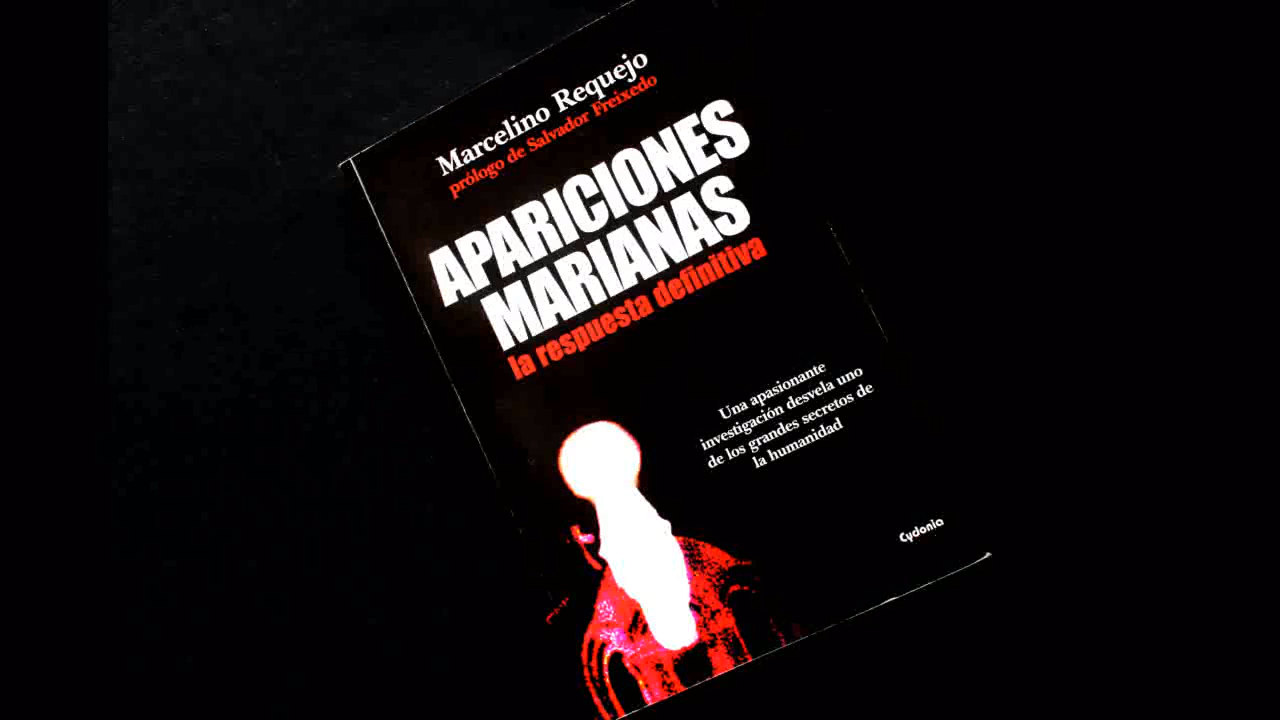 Marcelino Requejo
prólogo de Salvador Freixedo
APARICIONES
MARIANAS
la respuesta definitiva
Una apasionante
investigación desvela uno
de los grandes secretos de
la humanidad
Cydonia